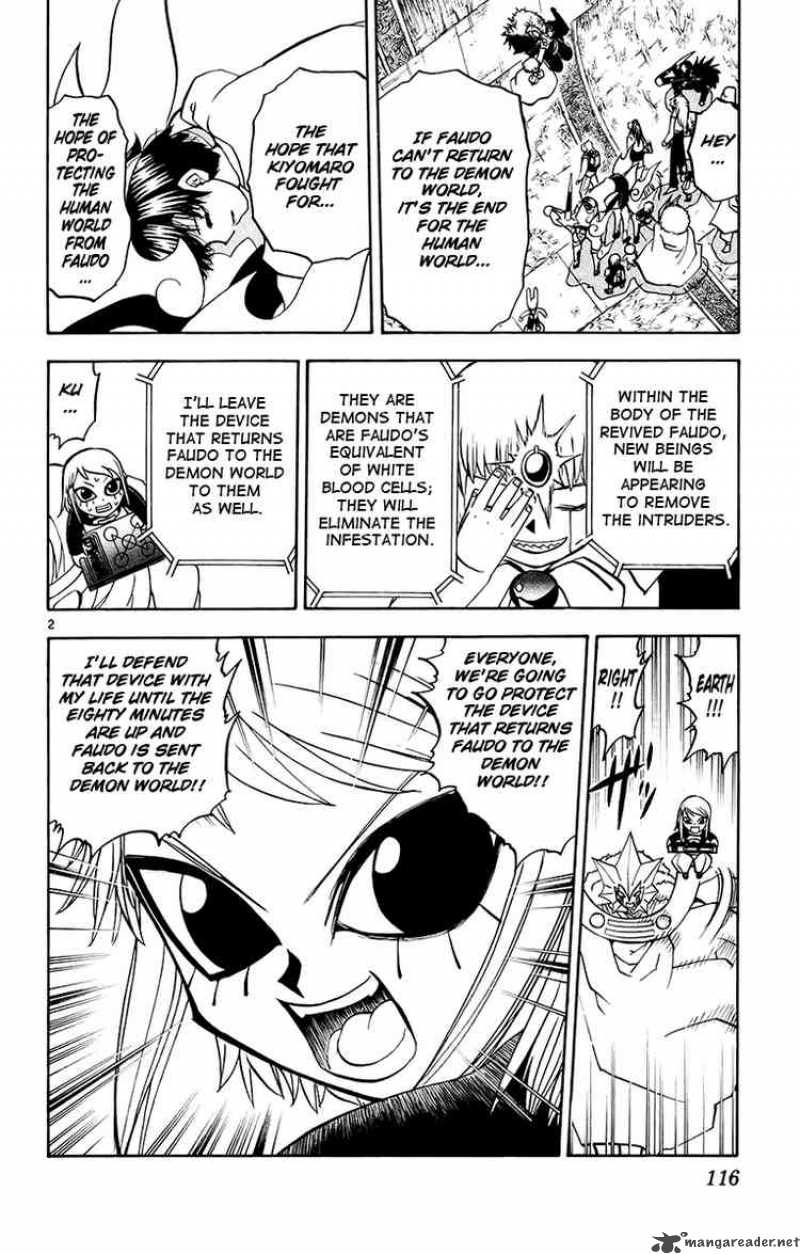 HEY
...
IF FAUDO
CAN'T RETURN
TO THE DEMON
WORLD,
IT'S THE END
FOR THE
HUMAN
WORLD...
THE
HOPE THAT
KIYOMARO
FOUGHT
FOR...
THE
HOPE OF
PRO-
TECTING
THE
HUMAN
WORLD
FROM
FAUDO
...
WITHIN THE
BODY OF THE
REVIVED FAUDO,
NEW BEINGS
WILL BE
APPEARING
TO REMOVE
THE INTRUDERS.
THEY ARE
DEMONS THAT
ARE FAUDO'S
EQUIVALENT
OF WHITE
BLOOD CELLS;
THEY WILL
ELIMINATE THE
INFESTATION.
I'LL LEAVE
THE DEVICE
THAT RETURNS
FAUDO TO THE
DEMON WORLD
TO THEM
AS WELL.
KU
...
2
EARTH
!!!
RIGHT
!!
EVERYONE,
WE'RE GOING
TO GO PROTECT
THE DEVICE
THAT RETURNS
FAUDO TO THE
DEMON
WORLD!!
I'LL DEFEND
THAT DEVICE WITH
MY LIFE UNTIL THE
EIGHTY MINUTES
ARE UP AND
FAUDO IS SENT
BACK TO THE
DEMON WORLD!!
116
mangareader.net